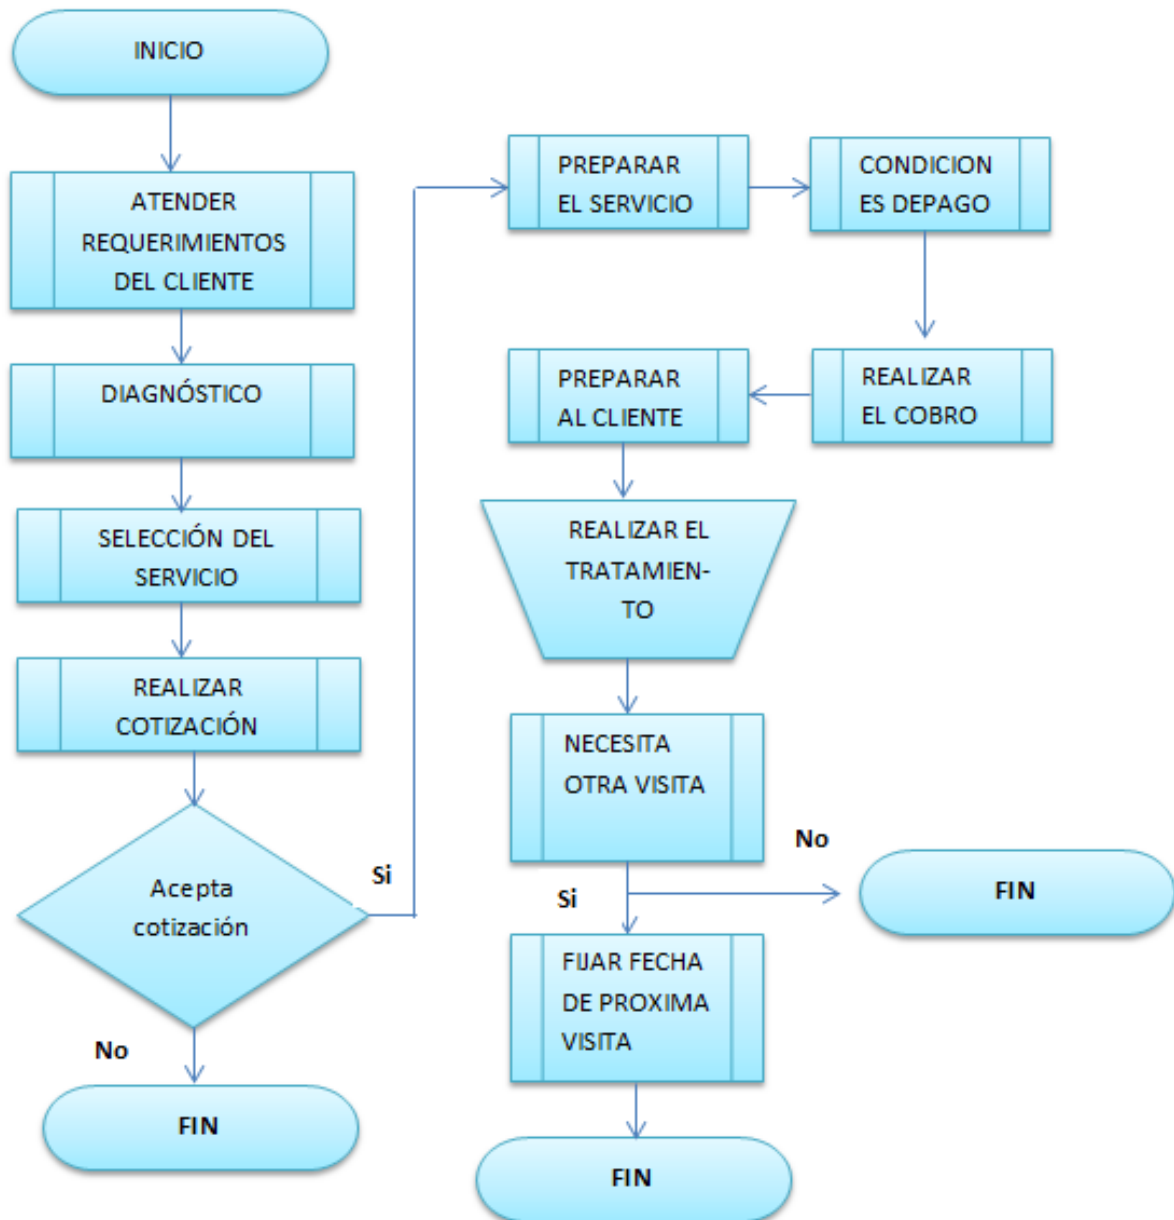 INICIO
ATENDER
REQUERIMIENTOS
DEL CLIENTE
DIAGNÓSTICO
SELECCIÓN DEL
SERVICIO
REALIZAR
COTIZACIÓN
Acepta
cotización
Si
No
FIN
PREPARAR
EL SERVICIO
CONDICION
ES DEPAGO
REALIZAR
EL COBRO
PREPARAR
AL CLIENTE
REALIZAR EL
TRATAMIEN-
TO
NECESITA
OTRA VISITA
No
FIN
Si
FIJAR FECHA
DE PROXIMA
VISITA
FIN